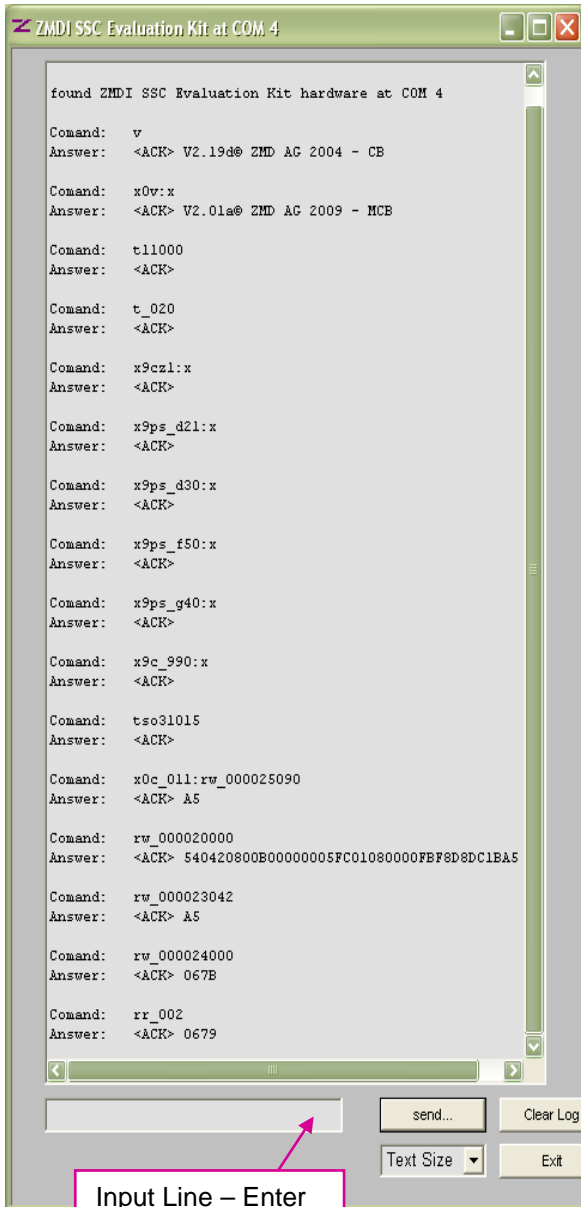 ZMDI SSC Evaluation Kit at COM 4
found ZMDI SSC Evaluation Kit hardware at COM 4
Comand: v
Answer: <ACK> V2.19d© ZMD AG 2004 - CB
Comand: x0v:x
Answer: <ACK> V2.01a© ZMD AG 2009 - MCB
Comand: t11000
Answer: <ACK>
Comand: t_020
Answer: <ACK>
Comand: x9cz1:x
Answer: <ACK>
Comand: x9ps_d21:x
Answer: <ACK>
Comand: x9ps_d30:x
Answer: <ACK>
Comand: x9ps_f50:x
Answer: <ACK>
Comand: x9ps_g40:x
Answer: <ACK>
Comand: x9c_990:x
Answer: <ACK>
Comand: tso31015
Answer: <ACK>
Comand: x0c_011:rw_000025090
Answer: <ACK> A5
Comand: rw_000020000
Answer: <ACK> 540420800B00000005FC01080000FBF8D8DC1BA5
Comand: rw_000023042
Answer: <ACK> A5
Comand: rw_000024000
Answer: <ACK> 067B
Comand: rr_002
Answer: <ACK> 0679
send... Clear Log
Text Size Exit
Input Line – Enter